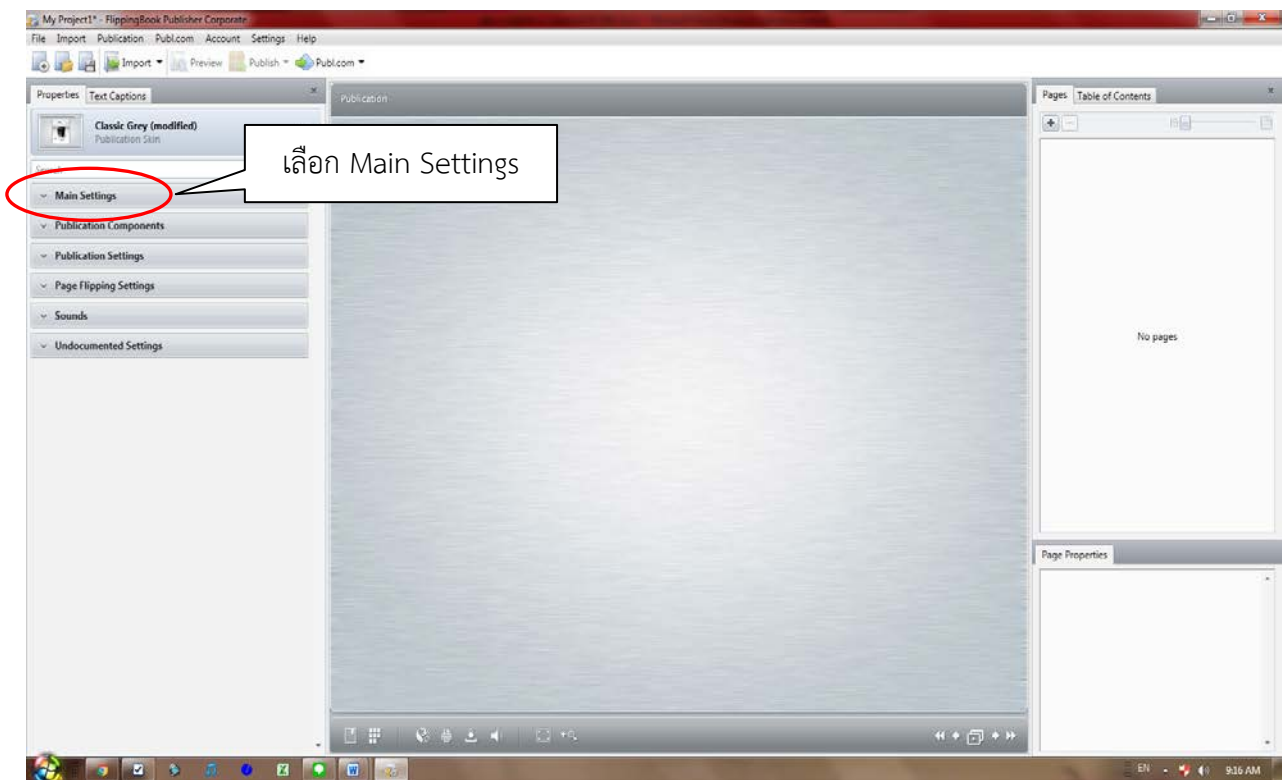 My Project1* - FlippingBook Publisher Corporate
File Import Publication Publ.com Account Settings Help
Import Preview Publish Publ.com
Properties Text Captions
Classic Grey (modified)
Publication Skin
Main Settings
Publication Components
Publication Settings
Page Flipping Settings
Sounds
Undocumented Settings
เลือก Main Settings
Publication
Pages Table of Contents
No pages
Page Properties
EN
9:16 AM